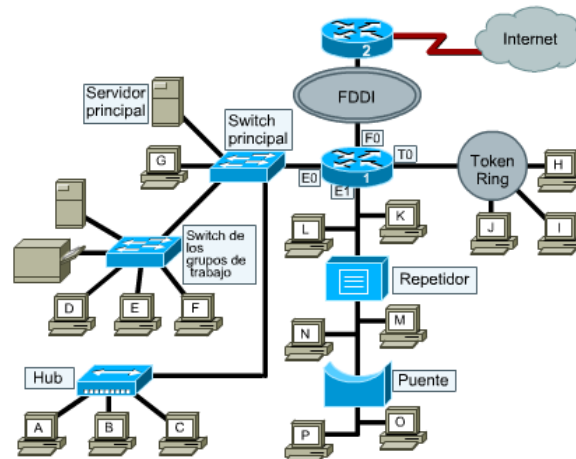 2
Internet
FDDI
Servidor
principal
Switch
principal
F0
T0
G
E0
1
E1
Token
Ring
H
J
I
L
K
Switch de
los
grupos de
trabajo
Repetidor
D
E
F
N
M
Hub
Puente
A
B
C
P
O